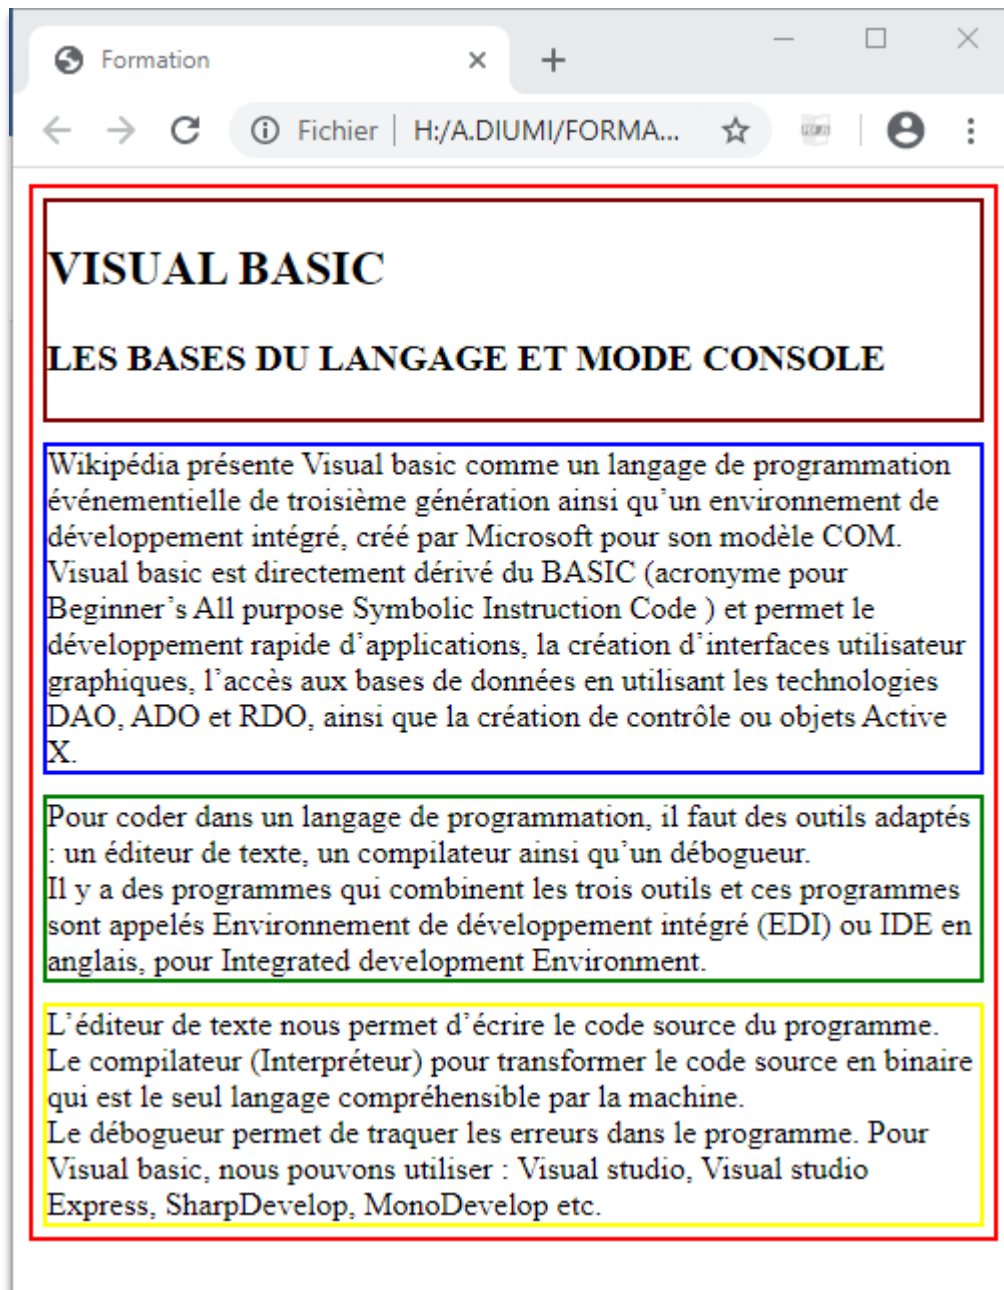 Formation
Fichier | H:/A.DIUMI/FORMA...
VISUAL BASIC
LES BASES DU LANGAGE ET MODE CONSOLE
Wikipédia présente Visual basic comme un langage de programmation
événementielle de troisième génération ainsi qu’un environnement de
développement intégré, créé par Microsoft pour son modèle COM.
Visual basic est directement dérivé du BASIC (acronyme pour
Beginner’s All purpose Symbolic Instruction Code ) et permet le
développement rapide d’applications, la création d’interfaces utilisateur
graphiques, l’accès aux bases de données en utilisant les technologies
DAO, ADO et RDO, ainsi que la création de contrôle ou objets Active
X.
Pour coder dans un langage de programmation, il faut des outils adaptés
: un éditeur de texte, un compilateur ainsi qu’un débogueur.
Il y a des programmes qui combinent les trois outils et ces programmes
sont appelés Environnement de développement intégré (EDI) ou IDE en
anglais, pour Integrated development Environment.
L’éditeur de texte nous permet d’écrire le code source du programme.
Le compilateur (Interpréteur) pour transformer le code source en binaire
qui est le seul langage compréhensible par la machine.
Le débogueur permet de traquer les erreurs dans le programme. Pour
Visual basic, nous pouvons utiliser : Visual studio, Visual studio
Express, SharpDevelop, MonoDevelop etc.